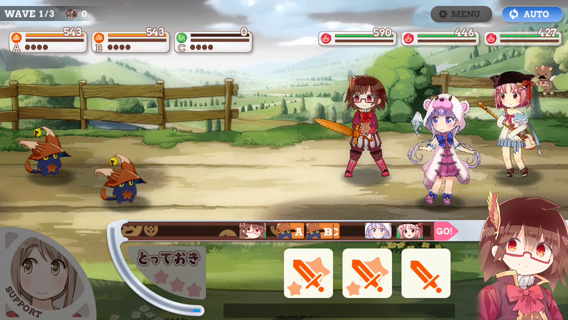 WAVE 1/3 0
MENU
AUTO
543
543
0
590
446
427
A
B
C
A
B
GO!
とっておき
SUPPORT